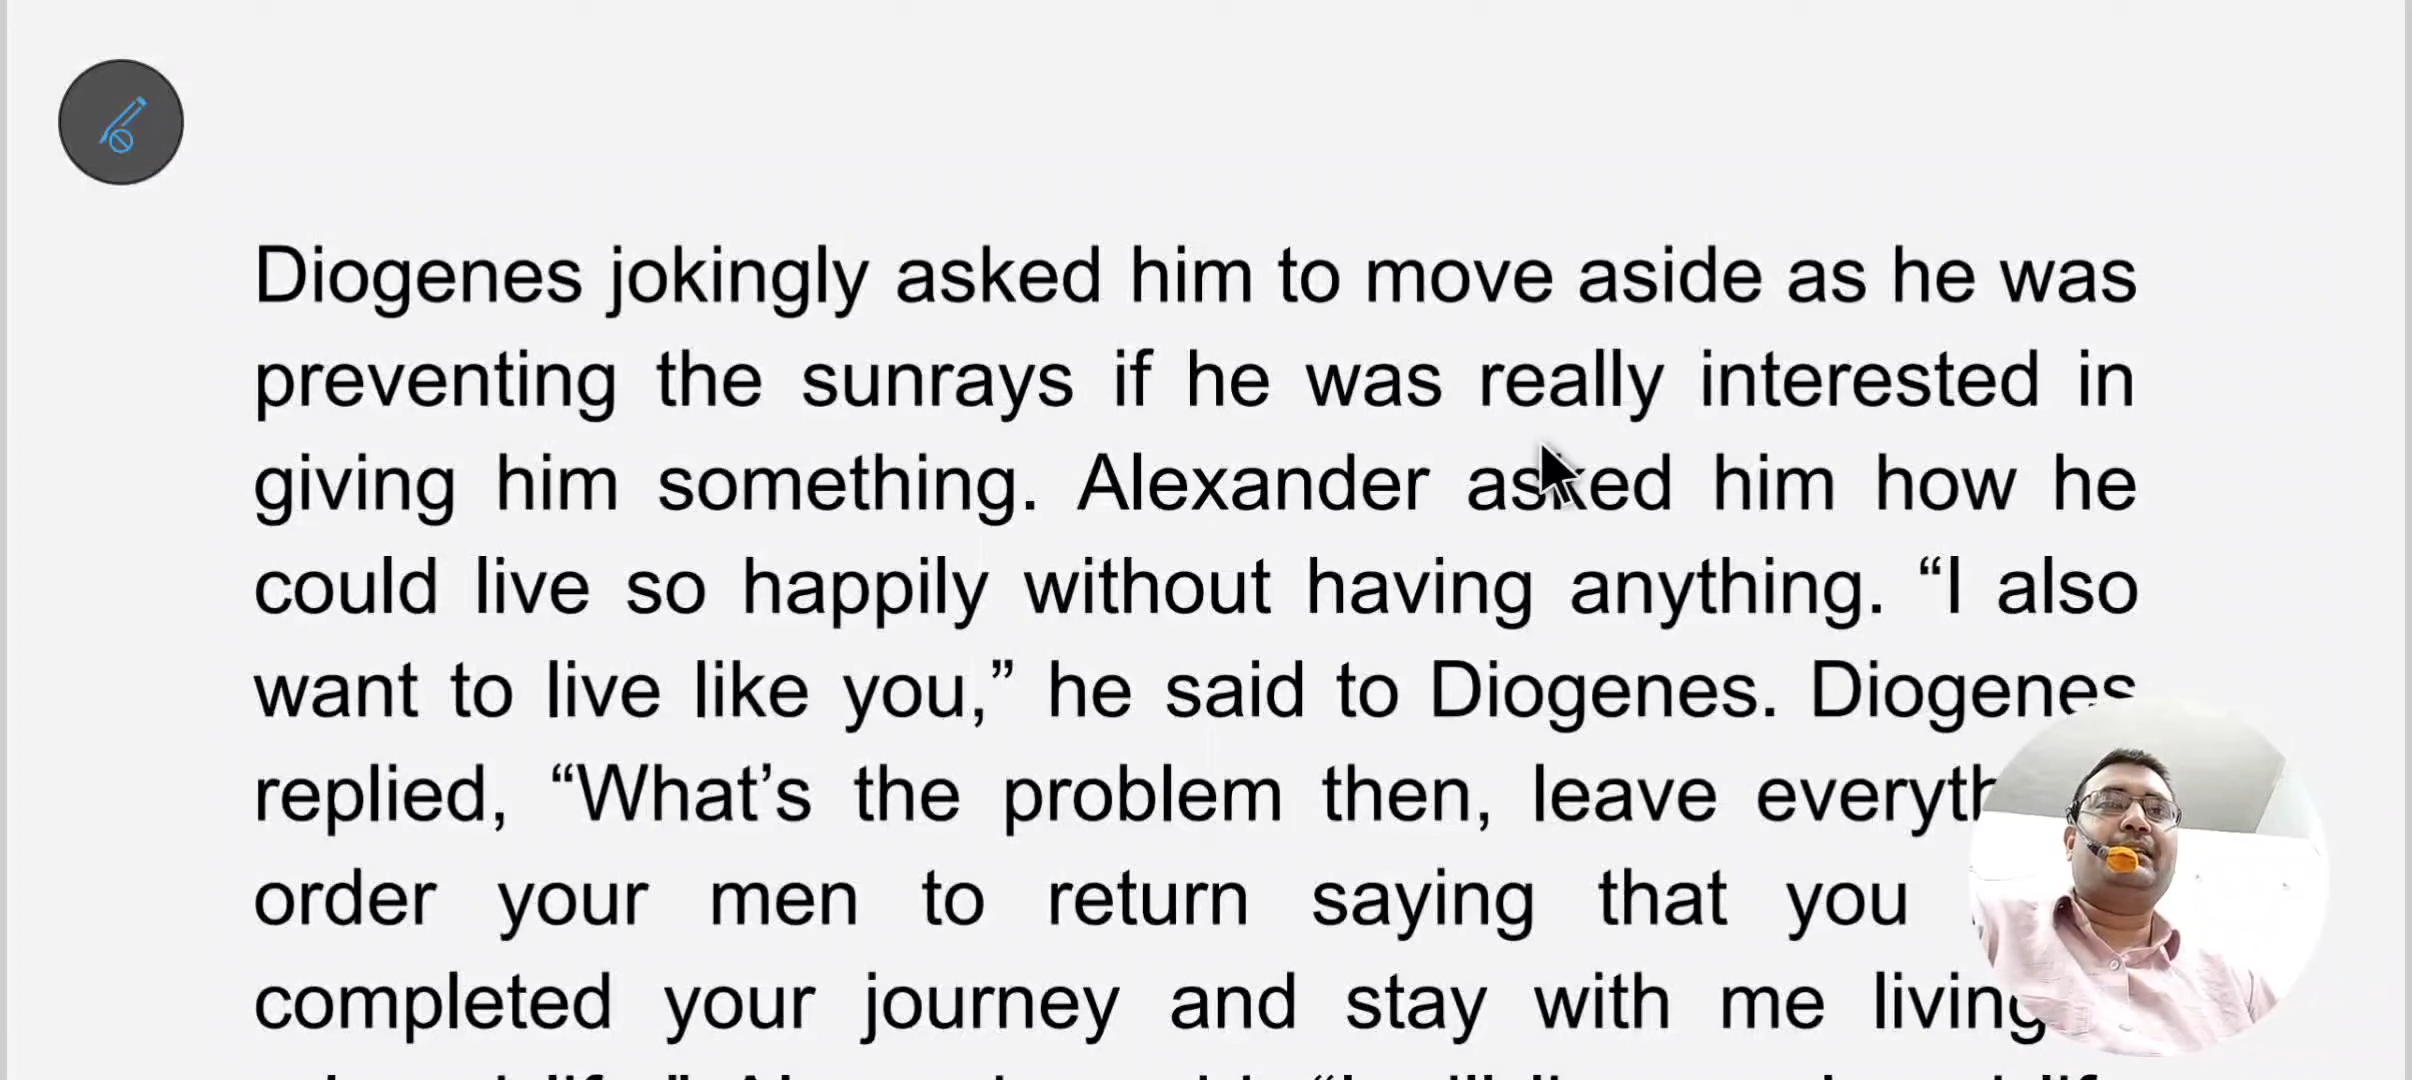 Diogenes jokingly asked him to move aside as he was
preventing the sunrays if he was really interested in
giving him something. Alexander asked him how he
could live so happily without having anything. “I also
want to live like you,” he said to Diogenes. Diogenes
replied, “What’s the problem then, leave
order your men to return saying that you
completed your journey and stay with me living